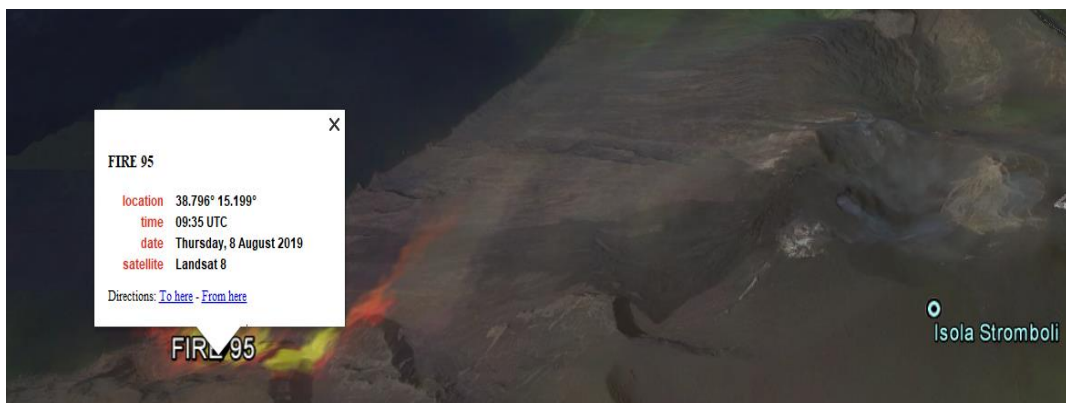 X
FIRE 95
location 38.796° 15.199°
time 09:35 UTC
date Thursday, 8 August 2019
satellite Landsat 8
Directions: To here - From here
FIRE 95
Isola Stromboli